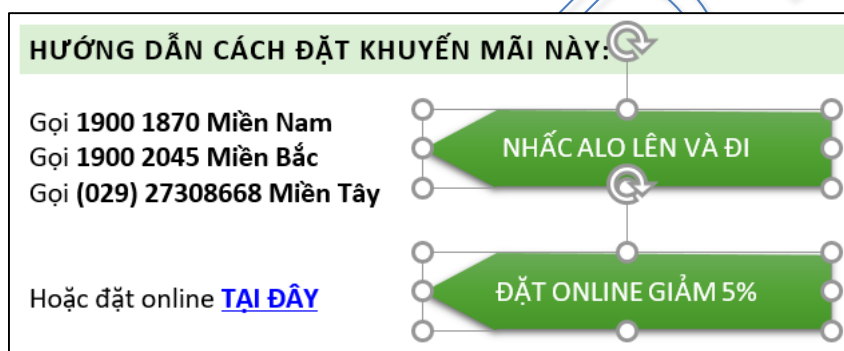 HƯỚNG DẪN CÁCH ĐẶT KHUYẾN MÃI NÀY:
Gọi 1900 1870 Miền Nam
Gọi 1900 2045 Miền Bắc
Gọi (029) 27308668 Miền Tây
NHẤC ALO LÊN VÀ ĐI
Hoặc đặt online TẠI ĐÂY
ĐẶT ONLINE GIẢM 5%